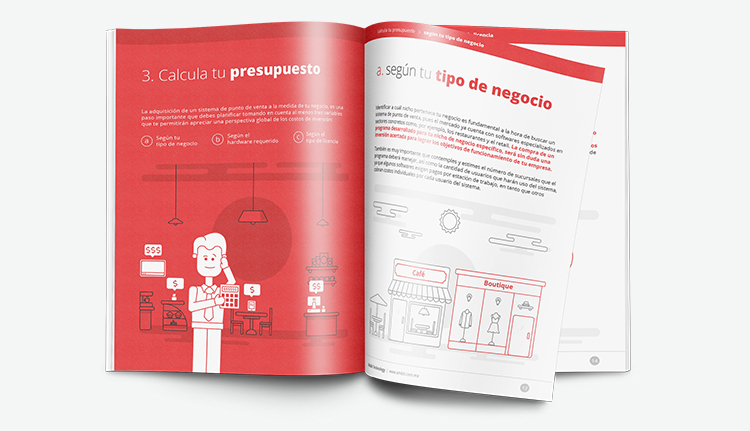 3. Calcula tu presupuesto
La adquisición de un sistema de punto de venta a la medida de tu negocio, es una
paso importante que debes planificar tomando en cuenta al menos tres variables
que te permitirán apreciar una perspectiva global de los costos de inversión:
a Según tu
tipo de negocio
b Según el
hardware requerido
c Según el
tipo de licencia
$$$
$
$
$$
$
Calcula tu presupuesto
según tu tipo de negocio
licencia
a. según tu tipo de negocio
Identificar a cuál nicho pertenece tu negocio es fundamental a la hora de buscar un
sistema de punto de venta, pues el mercado ya cuenta con softwares especializados en
sectores concretos como, por ejemplo, los restaurantes y el retail. La compra de un
programa desarrollado para tu nicho de negocio específico, será sin duda una
inversión acertada para lograr los objetivos de funcionamiento de tu empresa.
También es muy importante que contemples y estimes el número de sucursales que el
programa deberá manejar, así como la cantidad de usuarios que harán uso del sistema,
ya que algunos softwares exigen pagos por estación de trabajo, en tanto que otros
cobran costos individuales por cada usuario del sistema.
Café
Boutique
os
de